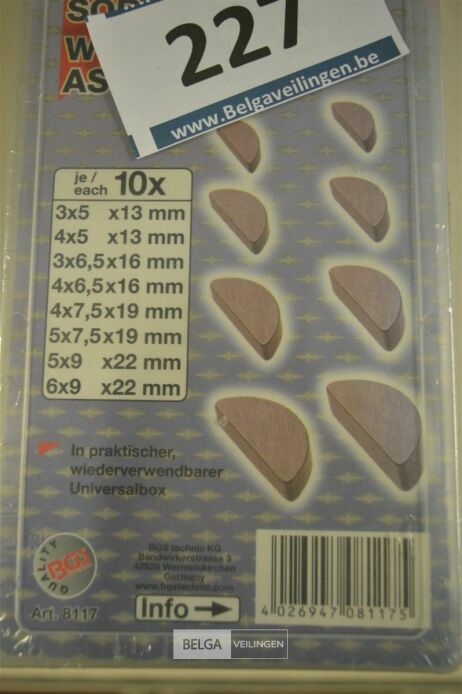 SO
W
AS
227
www.Belgaveilingen.be
je /
each 10x
3x5 x13 mm
4x5 x13 mm
3x6,5x16 mm
4x6,5x16 mm
4x7,5x19 mm
5x7,5x19 mm
5x9 x22 mm
6x9 x22 mm
In praktischer,
wiederverwendbarer
Universalbox
BGS technic KG
Bandwirkerstrasse 3
42929 Wermelskirchen
Germany
www.bgstechnic.com
QUALITY
BGS
Art. 8117
Info
4 026947 081175
BELGA VEILINGEN